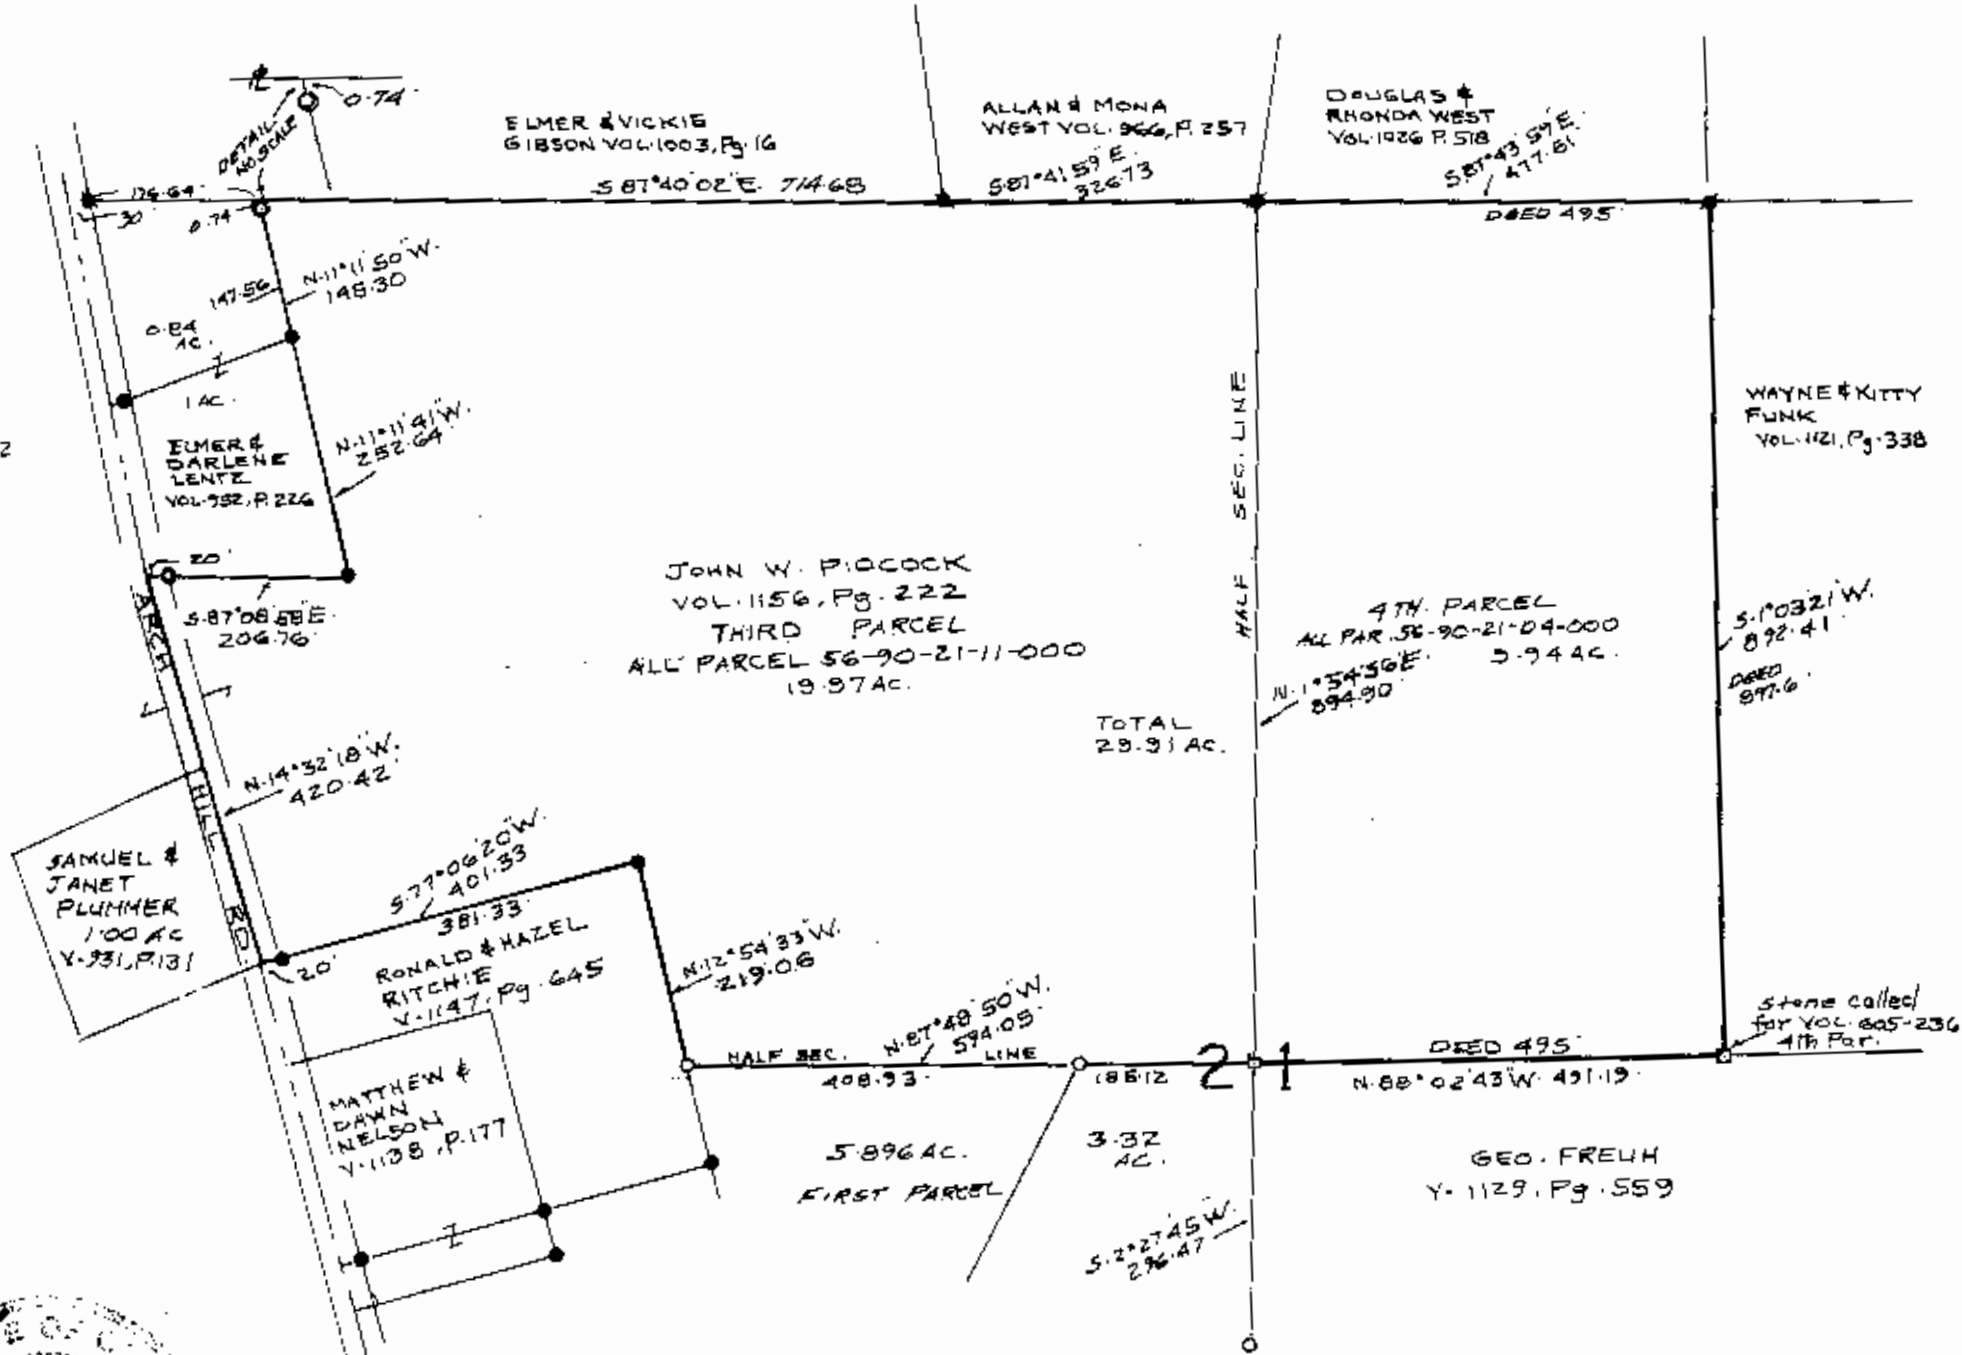 ℄
0.74'
DETAIL
NO SCALE
ELMER & VICKIE
GIBSON VOL.1003, Pg.16
ALLAN & MONA
WEST VOL. 966, P. 257
DOUGLAS &
RHONDA WEST
VOL.1026 P. 518
176.64'
30'
0.74'
S 87°40'02"E. 714.68
S 87°41'59"E.
326.73
S 87°43'59"E.
477.61'
DEED 495'
N.11°11'50"W.
148.30
147.56
0.84
AC.
1 AC.
ELMER &
DARLENE
LENTZ
VOL.952, P. 226
N.11°11'41"W.
252.64'
20'
S.87°08'58"E.
206.76'
ARCH HILL RD
JOHN W. PIDCOCK
VOL.1156, Pg. 222
THIRD PARCEL
ALL PARCEL 56-90-21-11-000
19.97 AC.
HALF SEC. LINE
WAYNE & KITTY
FUNK
VOL.1121, Pg.338
4TH. PARCEL
ALL PAR. 56-90-21-04-000
9.94 AC.
N.1°54'56"E.
894.90'
S.1°03'21"W.
892.41'
DEED
897.6'
TOTAL
29.91 AC.
N.14°32'18"W.
420.42'
SAMUEL &
JANET
PLUMMER
1.00 AC
V-931, P.131
S.77°06'20"W.
401.33
381.33'
20'
RONALD & HAZEL
RITCHIE
V-1147, Pg.645
N.12°54'33"W.
219.06
MATTHEW &
DAWN
NELSON
V-1138, P.177
HALF SEC. LINE
N.87°48'50"W.
594.05'
408.93'
2 1
DEED 495'
N.88°02'43"W. 491.19'
Stone called
for VOL. 605-236
4th Par.
5.896 AC.
FIRST PARCEL
3.32
AC.
S.2°27'45"W.
296.47
GEO. FREUH
V-1129, Pg.559
2